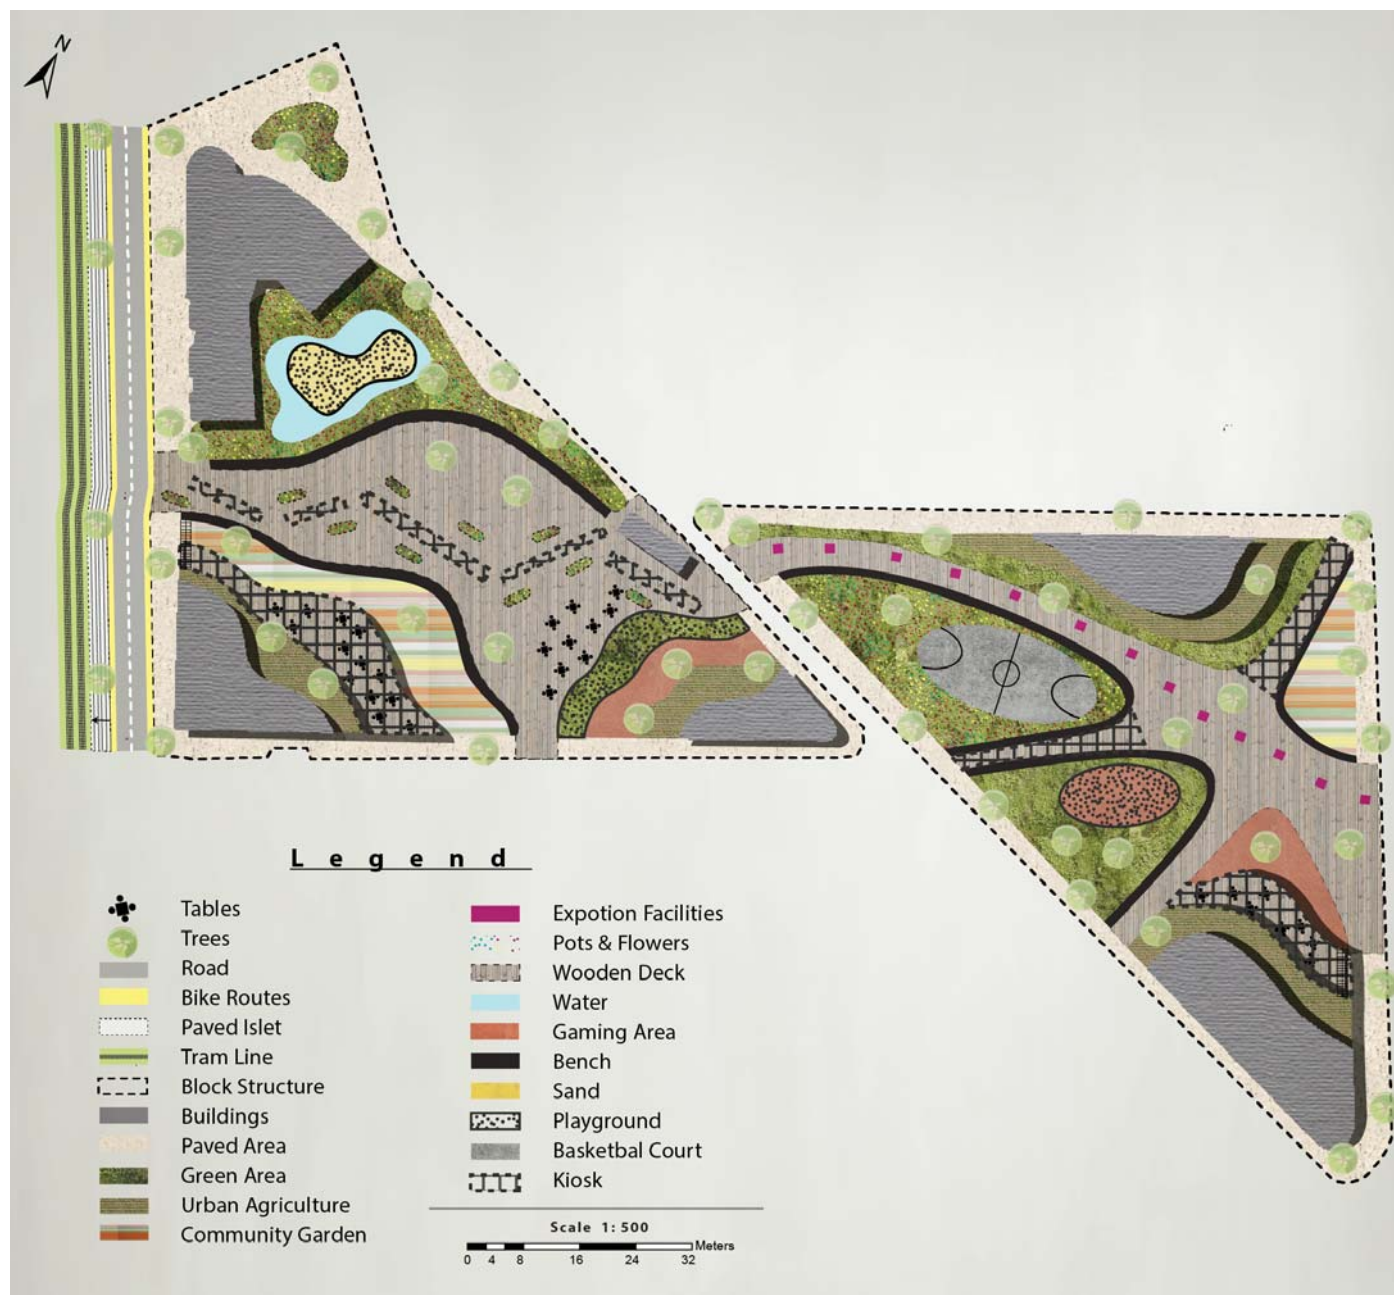 N
L e g e n d
Tables
Trees
Road
Bike Routes
Paved Islet
Tram Line
Block Structure
Buildings
Paved Area
Green Area
Urban Agriculture
Community Garden
Expotion Facilities
Pots & Flowers
Wooden Deck
Water
Gaming Area
Bench
Sand
Playground
Basketbal Court
Kiosk
Scale 1: 500
Meters
0 4 8 16 24 32